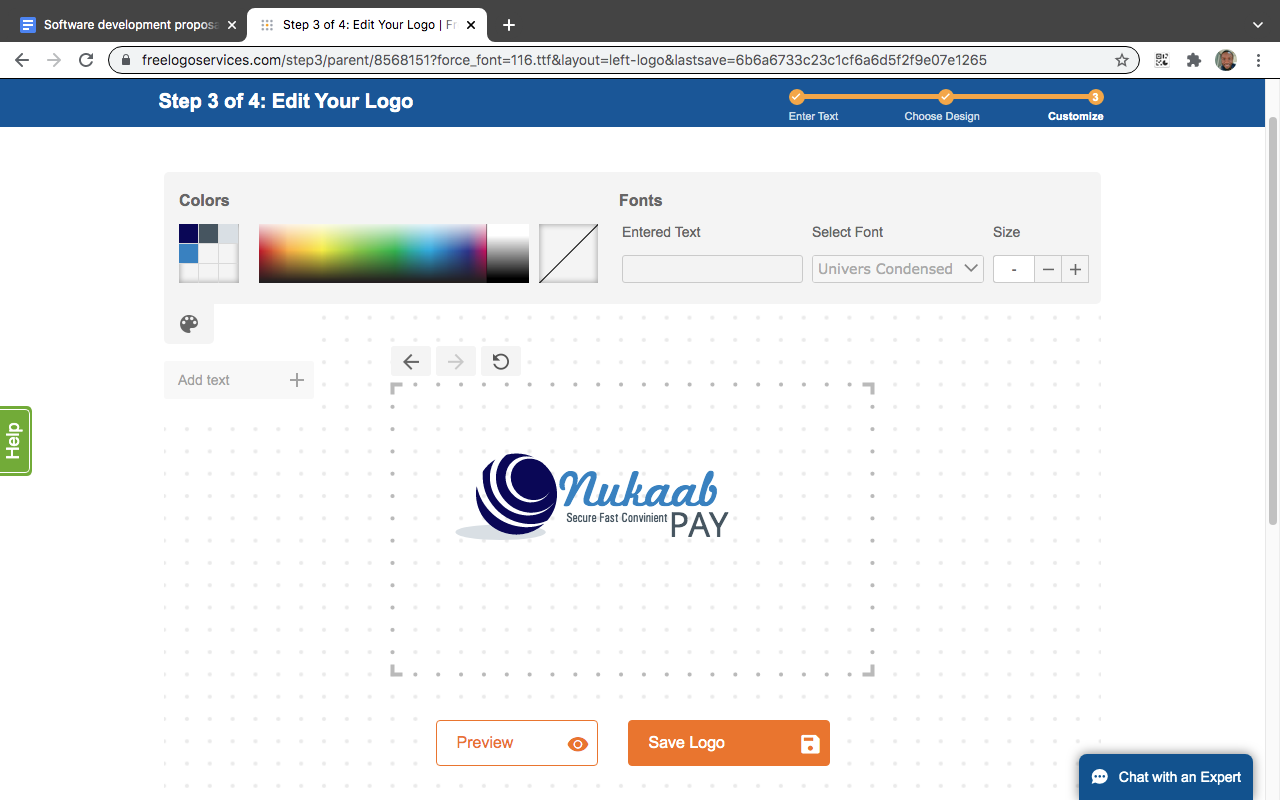 Software development proposa
Step 3 of 4: Edit Your Logo | Fr
freelogoservices.com/step3/parent/8568151?force_font=116.ttf&layout=left-logo&lastsave=6b6a6733c23c1cf6a6d5f2f9e07e1265
Step 3 of 4: Edit Your Logo
3
Enter Text
Choose Design
Customize
Colors
Fonts
Entered Text
Select Font
Size
Univers Condensed
-
Add text
Help
Nukaab
Secure Fast Convinient
PAY
Preview
Save Logo
Chat with an Expert